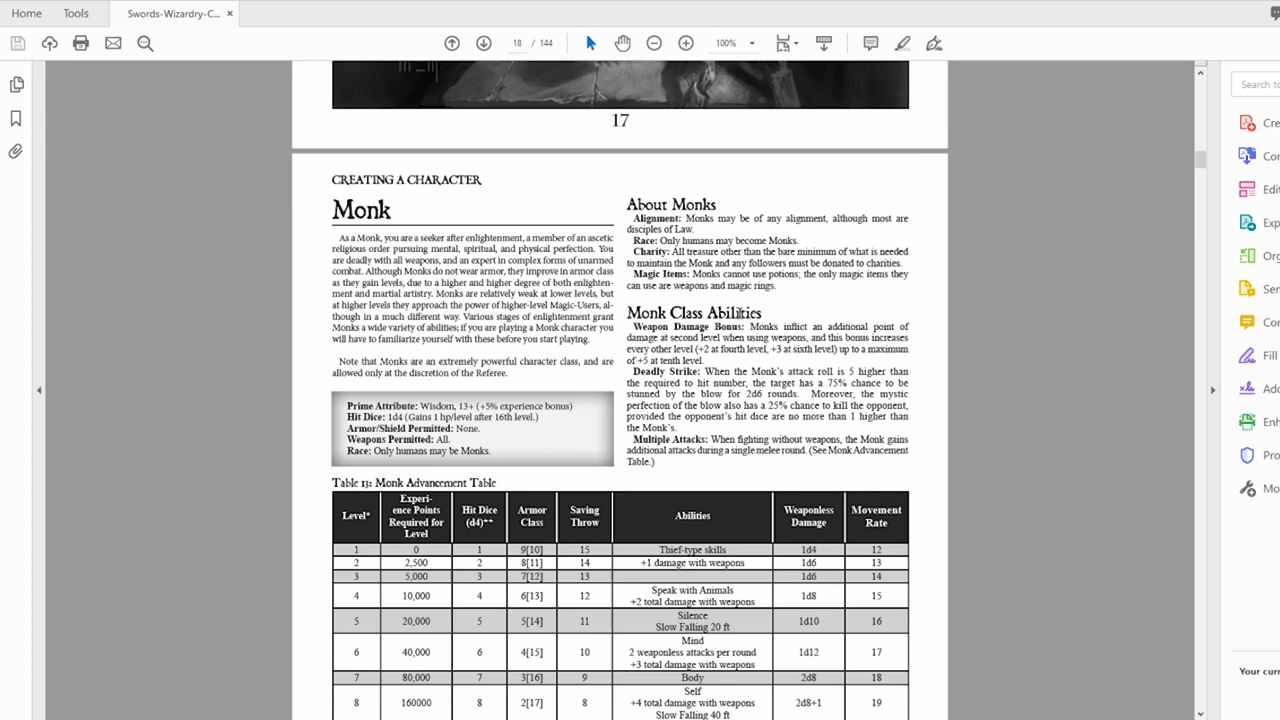 Home Tools Swords-Wizardry-C... ×
18 / 144 100%
17
Search to
CREATING A CHARACTER
Monk
As a Monk, you are a seeker after enlightenment, a member of an ascetic
religious order pursuing mental, spiritual, and physical perfection. You
are deadly with all weapons, and an expert in complex forms of unarmed
combat. Although Monks do not wear armor, they improve in armor class
as they gain levels, due to a higher and higher degree of both enlighten-
ment and martial artistry. Monks are relatively weak at lower levels, but
at higher levels they approach the power of higher-level Magic-Users, al-
though in a much different way. Various stages of enlightenment grant
Monks a wide variety of abilities; if you are playing a Monk character you
will have to familiarize yourself with these before you start playing.
Note that Monks are an extremely powerful character class, and are
allowed only at the discretion of the Referee.
Prime Attribute: Wisdom, 13+ (+5% experience bonus)
Hit Dice: 1d4 (Gains 1 hp/level after 16th level.)
Armor/Shield Permitted: None.
Weapons Permitted: All.
Race: Only humans may be Monks.
About Monks
Alignment: Monks may be of any alignment, although most are
disciples of Law.
Race: Only humans may become Monks.
Charity: All treasure other than the bare minimum of what is needed
to maintain the Monk and any followers must be donated to charities.
Magic Items: Monks cannot use potions; the only magic items they
can use are weapons and magic rings.
Monk Class Abilities
Weapon Damage Bonus: Monks inflict an additional point of
damage at second level when using weapons, and this bonus increases
every other level (+2 at fourth level, +3 at sixth level) up to a maximum
of +5 at tenth level.
Deadly Strike: When the Monk's attack roll is 5 higher than
the required to hit number, the target has a 75% chance to be
stunned by the blow for 2d6 rounds. Moreover, the mystic
perfection of the blow also has a 25% chance to kill the opponent,
provided the opponent's hit dice are no more than 1 higher than
the Monk's.
Multiple Attacks: When fighting without weapons, the Monk gains
additional attacks during a single melee round. (See Monk Advancement
Table.)
Table 13: Monk Advancement Table
Level* Experi-
ence Points
Required for
Level Hit Dice
(d4)** Armor
Class Saving
Throw Abilities Weaponless
Damage Movement
Rate
1 0 1 9[10] 15 Thief-type skills 1d4 12
2 2,500 2 8[11] 14 +1 damage with weapons 1d6 13
3 5,000 3 7[12] 13 1d6 14
4 10,000 4 6[13] 12 Speak with Animals
+2 total damage with weapons 1d8 15
5 20,000 5 5[14] 11 Silence
Slow Falling 20 ft 1d10 16
6 40,000 6 4[15] 10 Mind
2 weaponless attacks per round
+3 total damage with weapons 1d12 17
7 80,000 7 3[16] 9 Body 2d8 18
8 160000 8 2[17] 8 Self
+4 total damage with weapons
Slow Falling 40 ft 2d8+1 19
Cre
Con
Edit
Exp
Org
Sen
Con
Fill
Add
Enh
Pro
Mo
Your curr